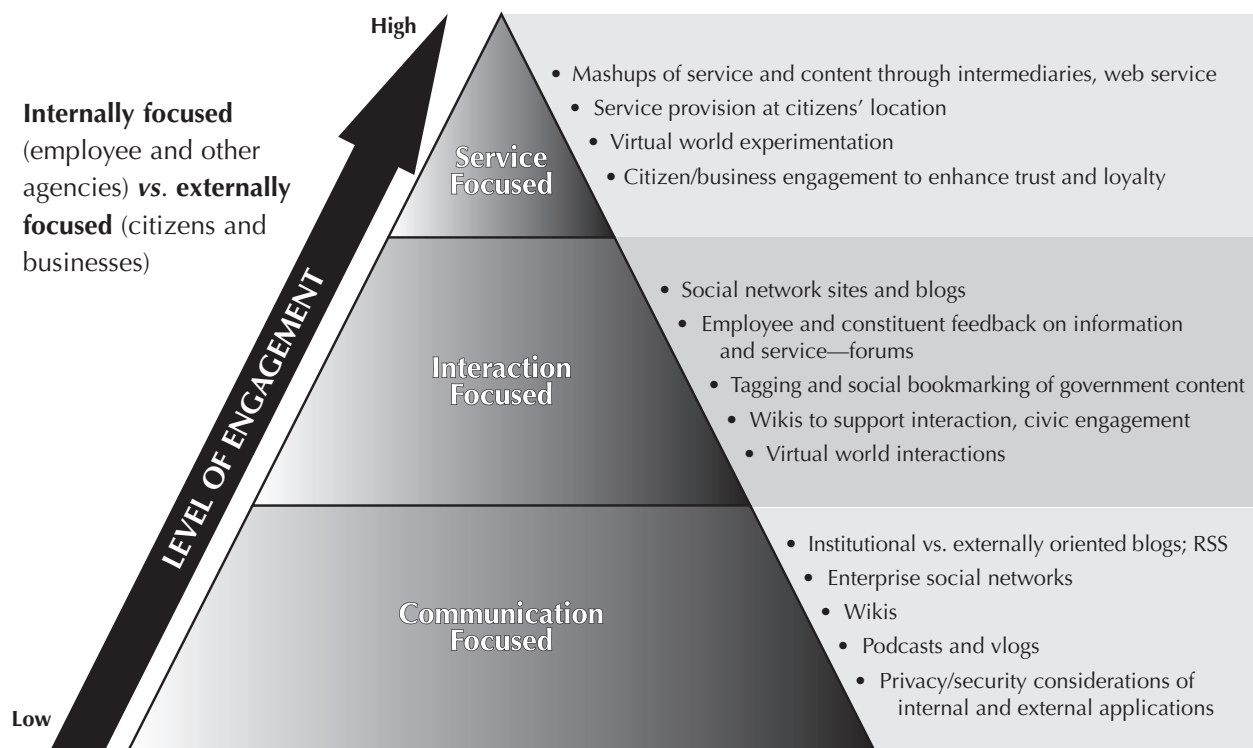 High
Internally focused
(employee and other
agencies) vs. externally
focused (citizens and
businesses)
LEVEL OF ENGAGEMENT
Low
Service
Focused
• Mashups of service and content through intermediaries, web service
• Service provision at citizens’ location
• Virtual world experimentation
• Citizen/business engagement to enhance trust and loyalty
Interaction
Focused
• Social network sites and blogs
• Employee and constituent feedback on information
and service—forums
• Tagging and social bookmarking of government content
• Wikis to support interaction, civic engagement
• Virtual world interactions
Communication
Focused
• Institutional vs. externally oriented blogs; RSS
• Enterprise social networks
• Wikis
• Podcasts and vlogs
• Privacy/security considerations of
internal and external applications